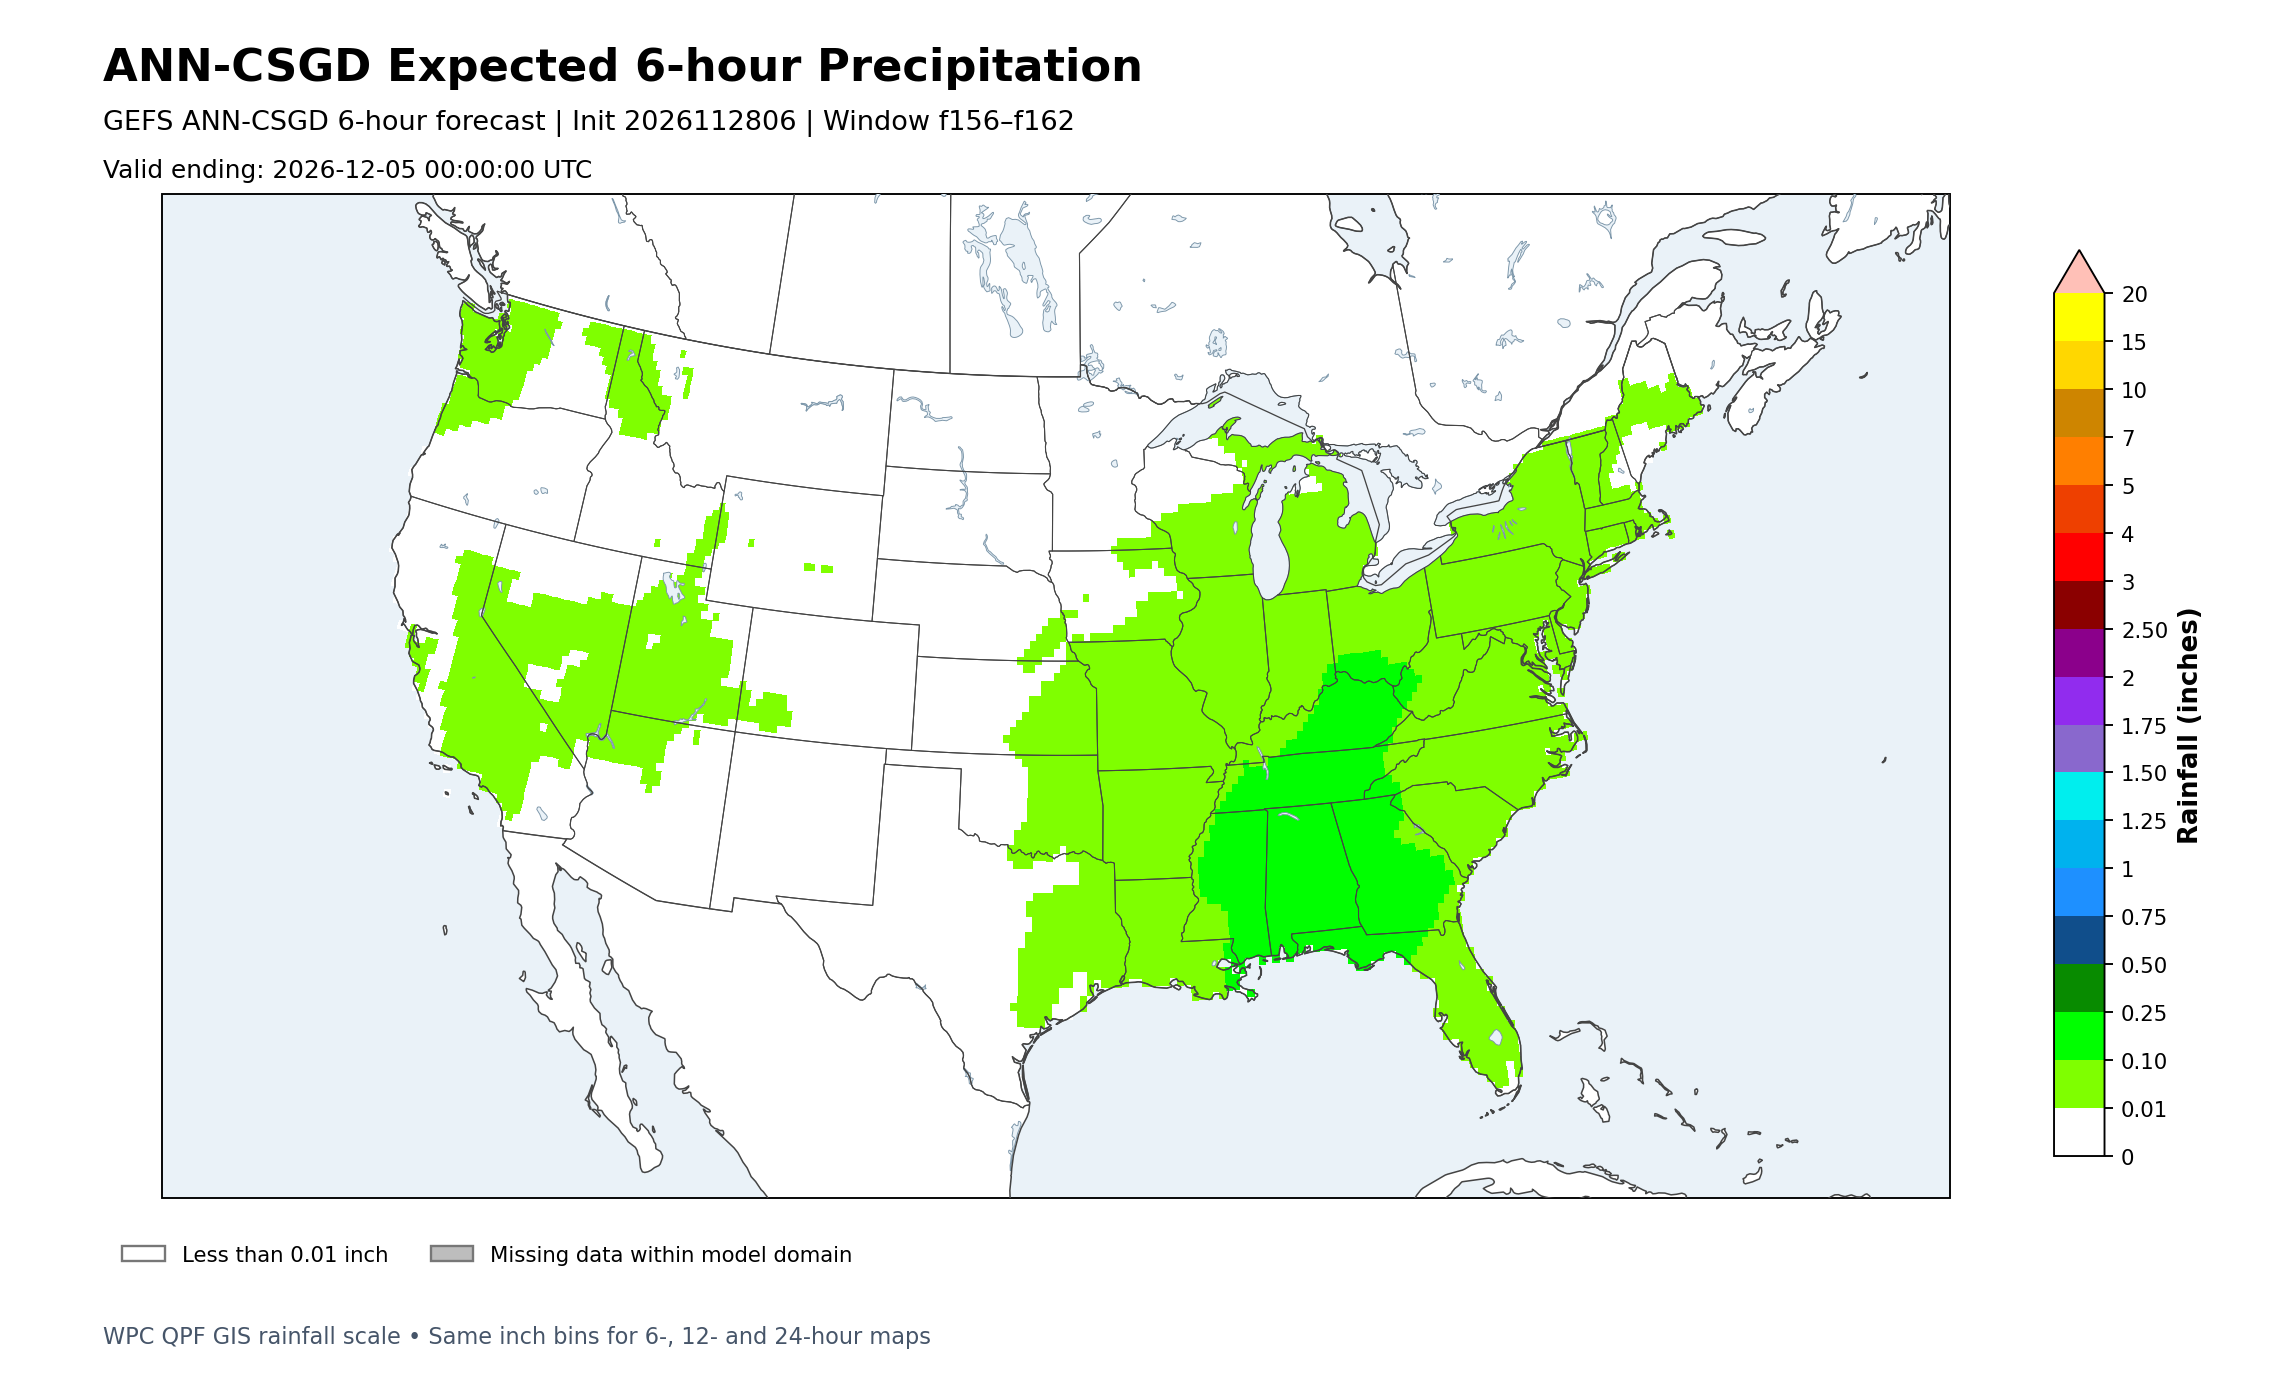 ANN-CSGD Expected 6-hour Precipitation
GEFS ANN-CSGD 6-hour forecast | Init 2026112806 | Window f156–f162
Valid ending: 2026-12-05 00:00:00 UTC
20
15
10
7
5
4
3
2.50
2
1.75
1.50
1.25
1
0.75
0.50
0.25
0.10
0.01
0
Rainfall (inches)
Less than 0.01 inch
Missing data within model domain
WPC QPF GIS rainfall scale • Same inch bins for 6-, 12- and 24-hour maps